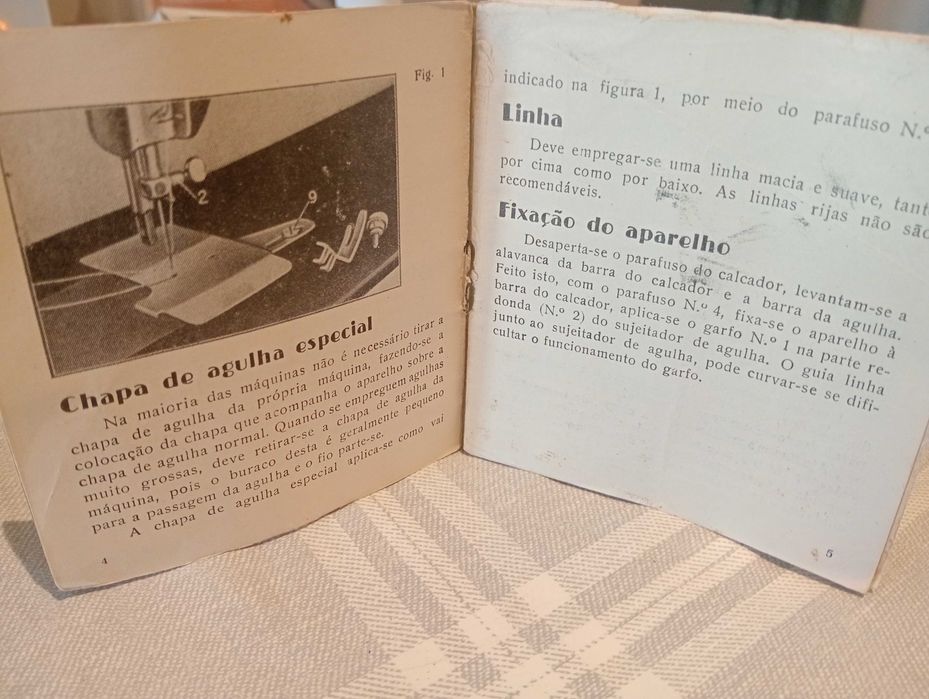 Fig. 1
2
9
Chapa de agulha especial
Na maioria das máquinas não é necessário tirar a
chapa de agulha da própria máquina, fazendo-se a
colocação da chapa que acompanha o aparelho sobre a
chapa de agulha normal. Quando se empreguem agulhas
muito grossas, deve retirar-se a chapa de agulha da
máquina, pois o buraco desta é geralmente pequeno
para a passagem da agulha e o fio parte-se.
A chapa de agulha especial aplica-se como vai
4
indicado na figura 1, por meio do parafuso N.º
Linha
Deve empregar-se uma linha macia e suave, tant
por cima como por baixo. As linhas rijas não são
recomendáveis.
Fixação do aparelho
Desaperta-se o parafuso do calcador, levantam-se a
alavanca da barra do calcador e a barra da agulha.
Feito isto, com o parafuso N.º 4, fixa-se o aparelho à
barra do calcador, aplica-se o garfo N.º 1 na parte re-
donda (N.º 2) do sujeitador de agulha. O guia linha
junto ao sujeitador de agulha, pode curvar-se se difi-
cultar o funcionamento do garfo.
5